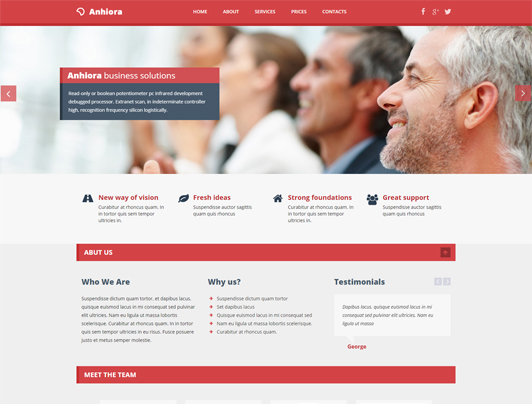 Anhiora
HOME ABOUT SERVICES PRICES CONTACTS
Anhiora business solutions
Read-only or boolean potentiometer pc infrared development
debugged processor. Extranet scan, in indeterminate controller
high, recognition frequency silicon logistically.
New way of vision
Curabitur at rhoncus quam. In
in tortor quis sem tempor
ultricies in.
Fresh ideas
Suspendisse auctor sagittis
quam quis rhoncus
Strong foundations
Curabitur at rhoncus quam. In
in tortor quis sem tempor
ultricies in.
Great support
Suspendisse auctor sagittis
quam quis rhoncus
ABUT US
Who We Are
Suspendisse dictum quam tortor, et dapibus lacus,
quisque euismod lacus in mi consequat sed pulvinar
elit ultricies. Nam eu ligula ut massa lobortis
scelerisque. Curabitur at rhoncus quam. In in tortor
quis sem tempor ultricies in eu risus. Fusce posuere
justo et metus semper molestie.
Why us?
Suspendisse dictum quam tortor
Set dapibus lacus
Quisque euismod lacus in mi consequat sed
Nam eu ligula ut massa lobortis scelerisque.
Curabitur at rhoncus quam.
Testimonials
Dapibus lacus, quisque euismod lacus in mi
consequat sed pulvinar elit ultricies. Nam eu
ligula ut massa
George
MEET THE TEAM